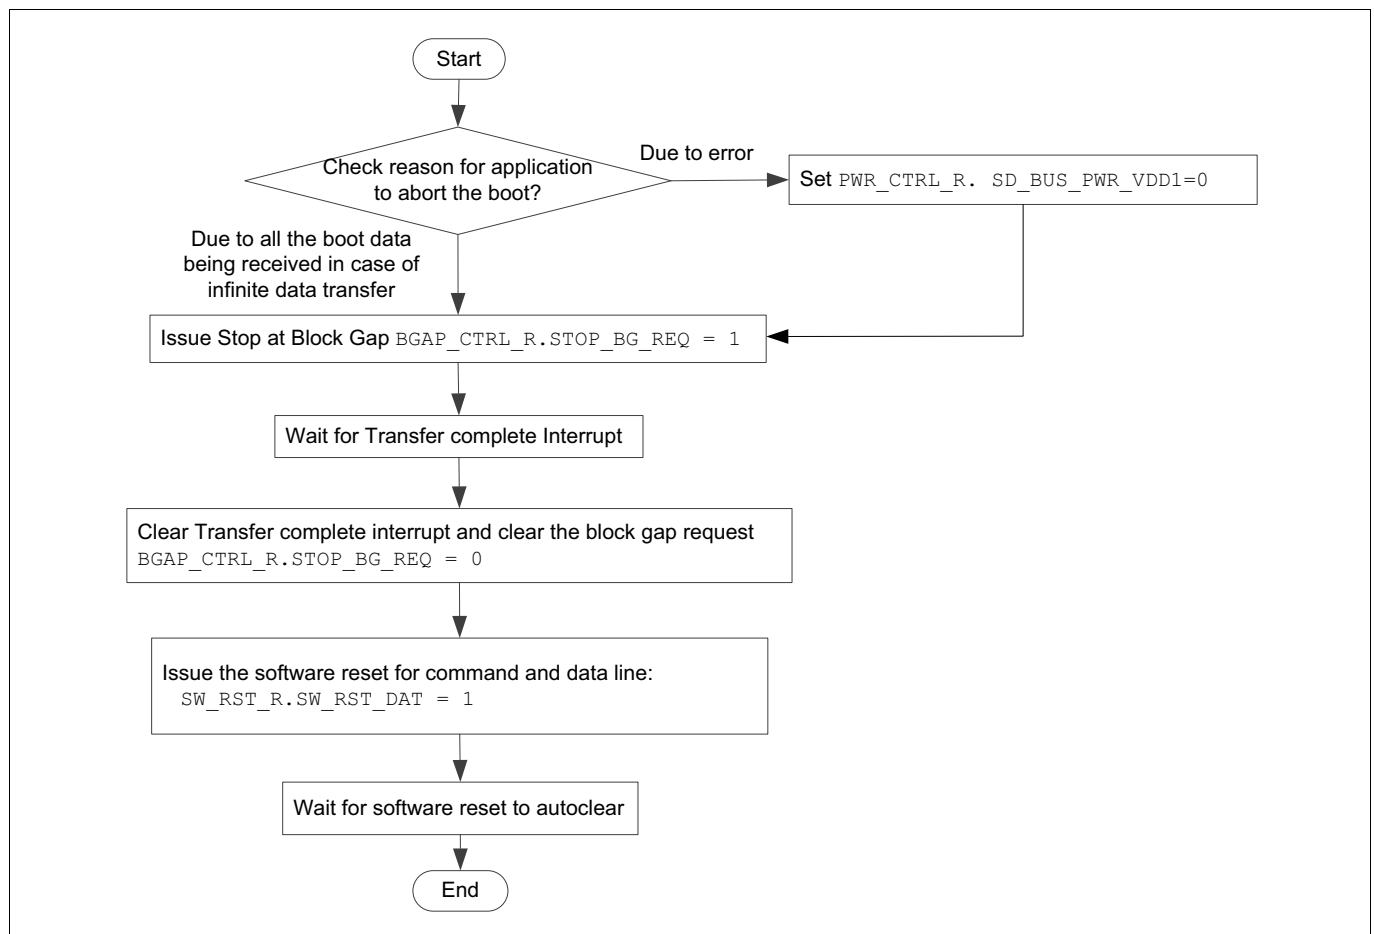 Start
Check reason for application
to abort the boot?
Due to error
Set PWR_CTRL_R. SD_BUS_PWR_VDD1=0
Due to all the boot data
being received in case of
infinite data transfer
Issue Stop at Block Gap BGAP_CTRL_R.STOP_BG_REQ = 1
Wait for Transfer complete Interrupt
Clear Transfer complete interrupt and clear the block gap request
BGAP_CTRL_R.STOP_BG_REQ = 0
Issue the software reset for command and data line:
SW_RST_R.SW_RST_DAT = 1
Wait for software reset to autoclear
End